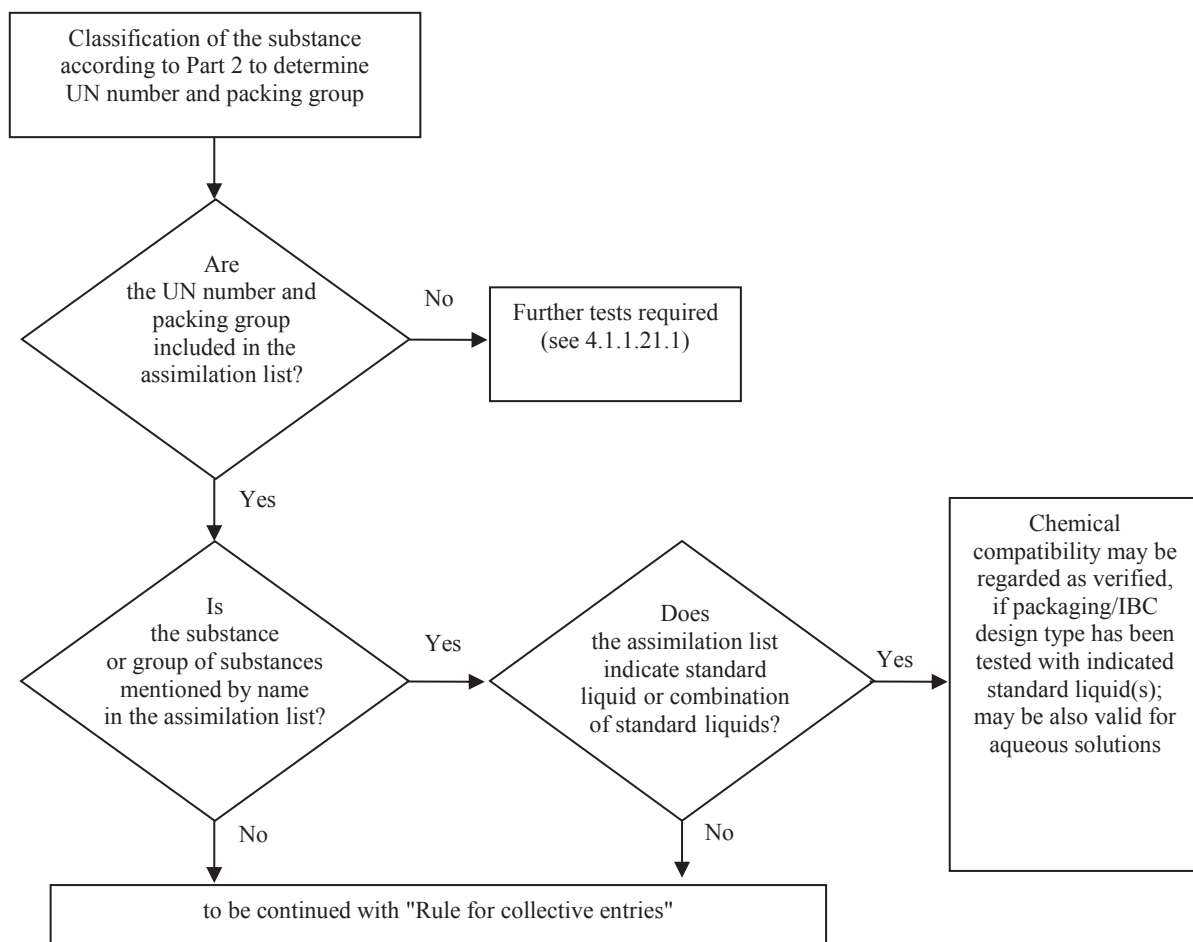 Classification of the substance
according to Part 2 to determine
UN number and packing group
Are
the UN number and
packing group
included in the
assimilation list?
No
Further tests required
(see 4.1.1.21.1)
Yes
Is
the substance
or group of substances
mentioned by name
in the assimilation list?
Yes
Does
the assimilation list
indicate standard
liquid or combination
of standard liquids?
Yes
Chemical
compatibility may be
regarded as verified,
if packaging/IBC
design type has been
tested with indicated
standard liquid(s);
may be also valid for
aqueous solutions
No
No
to be continued with "Rule for collective entries"